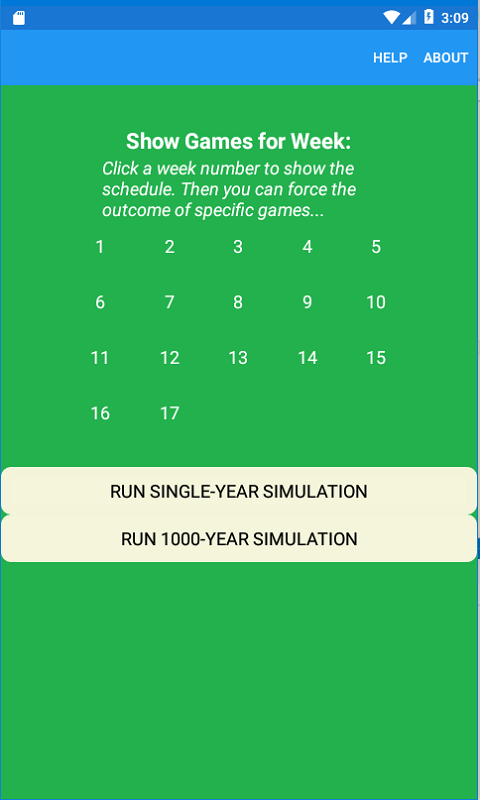 3:09
HELP ABOUT
Show Games for Week:
Click a week number to show the
schedule. Then you can force the
outcome of specific games...
1 2 3 4 5
6 7 8 9 10
11 12 13 14 15
16 17
RUN SINGLE-YEAR SIMULATION
RUN 1000-YEAR SIMULATION